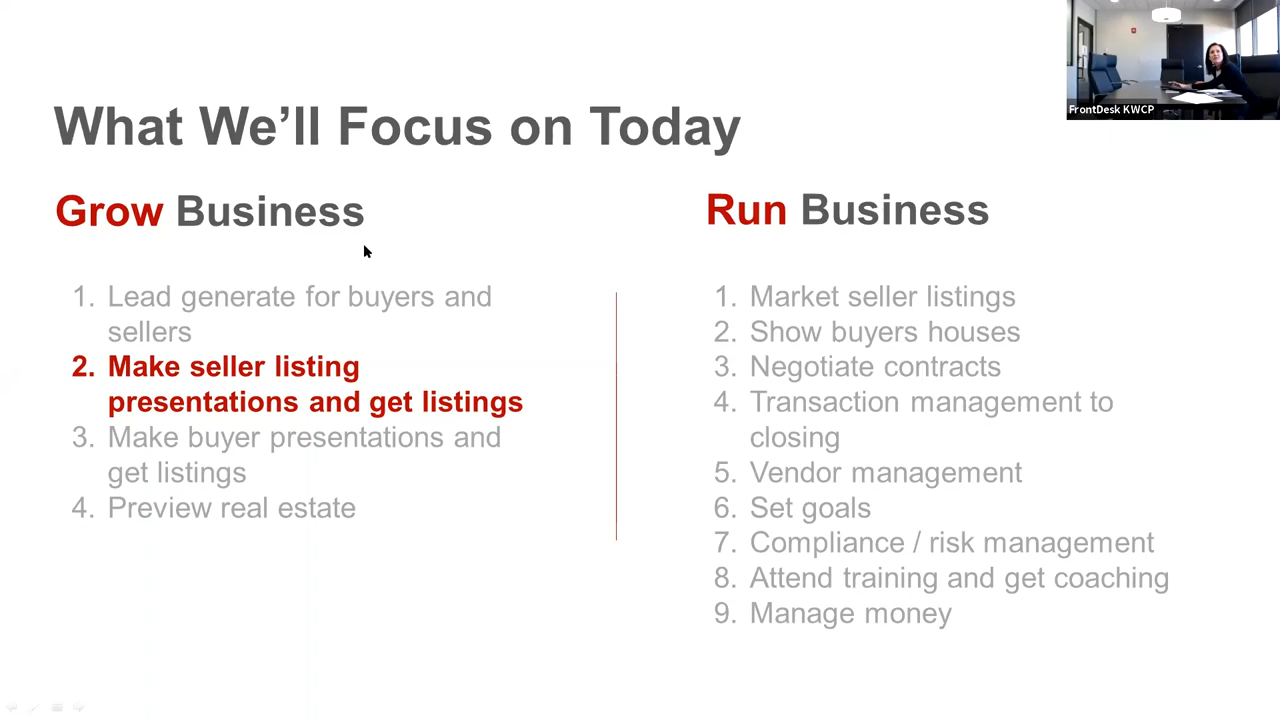 FrontDesk KWCP
What We’ll Focus on Today
Grow Business
1. Lead generate for buyers and
sellers
2. Make seller listing
presentations and get listings
3. Make buyer presentations and
get listings
4. Preview real estate
Run Business
1. Market seller listings
2. Show buyers houses
3. Negotiate contracts
4. Transaction management to
closing
5. Vendor management
6. Set goals
7. Compliance / risk management
8. Attend training and get coaching
9. Manage money